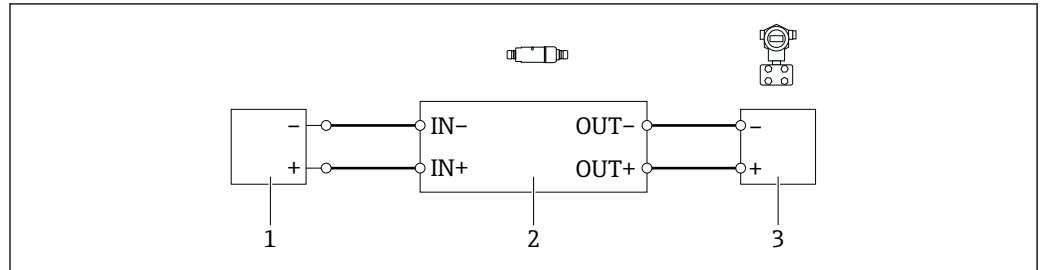 − IN− OUT− −
+ IN+ OUT+ +
1 2 3